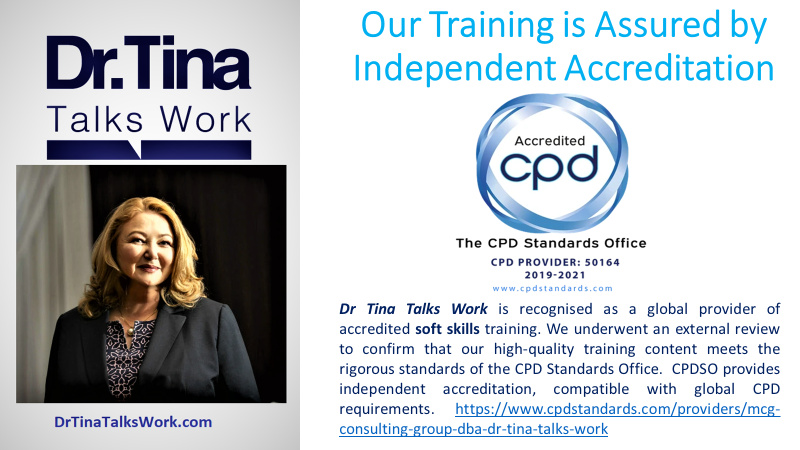 Dr.Tina
Talks Work
DrTinaTalksWork.com
Our Training is Assured by
Independent Accreditation
Accredited
cpd
The CPD Standards Office
CPD PROVIDER: 50164
2019-2021
www.cpdstandards.com
Dr Tina Talks Work is recognised as a global provider of
accredited soft skills training. We underwent an external review
to confirm that our high-quality training content meets the
rigorous standards of the CPD Standards Office. CPDSO provides
independent accreditation, compatible with global CPD
requirements. https://www.cpdstandards.com/providers/mcg-
consulting-group-dba-dr-tina-talks-work